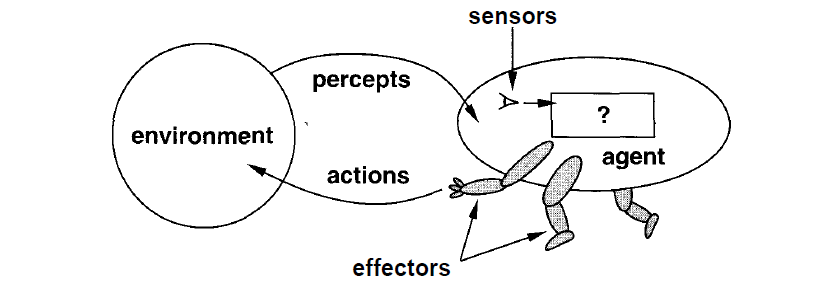 sensors
percepts
environment
?
agent
actions
effectors